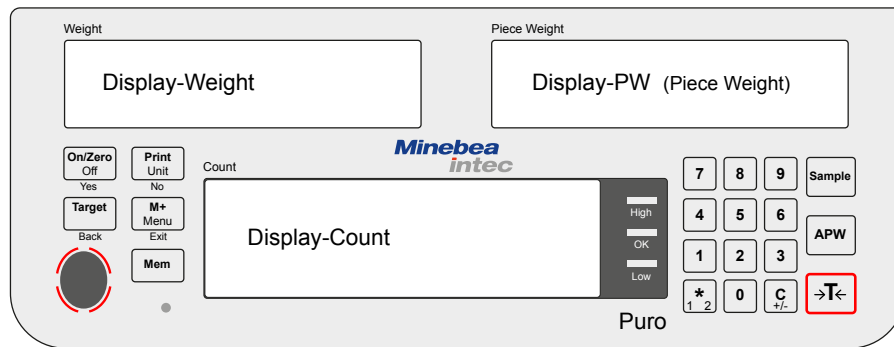 Weight
Piece Weight
Display-Weight
Display-PW (Piece Weight)
Minebea
intec
On/Zero
Off
Yes
Print
Unit
No
Count
7 8 9 Sample
Target
Back
M+
Menu
Exit
Display-Count
High
OK
Low
4 5 6
APW
1 2 3
Mem
*
1 2
0
C
+/-
→T←
Puro